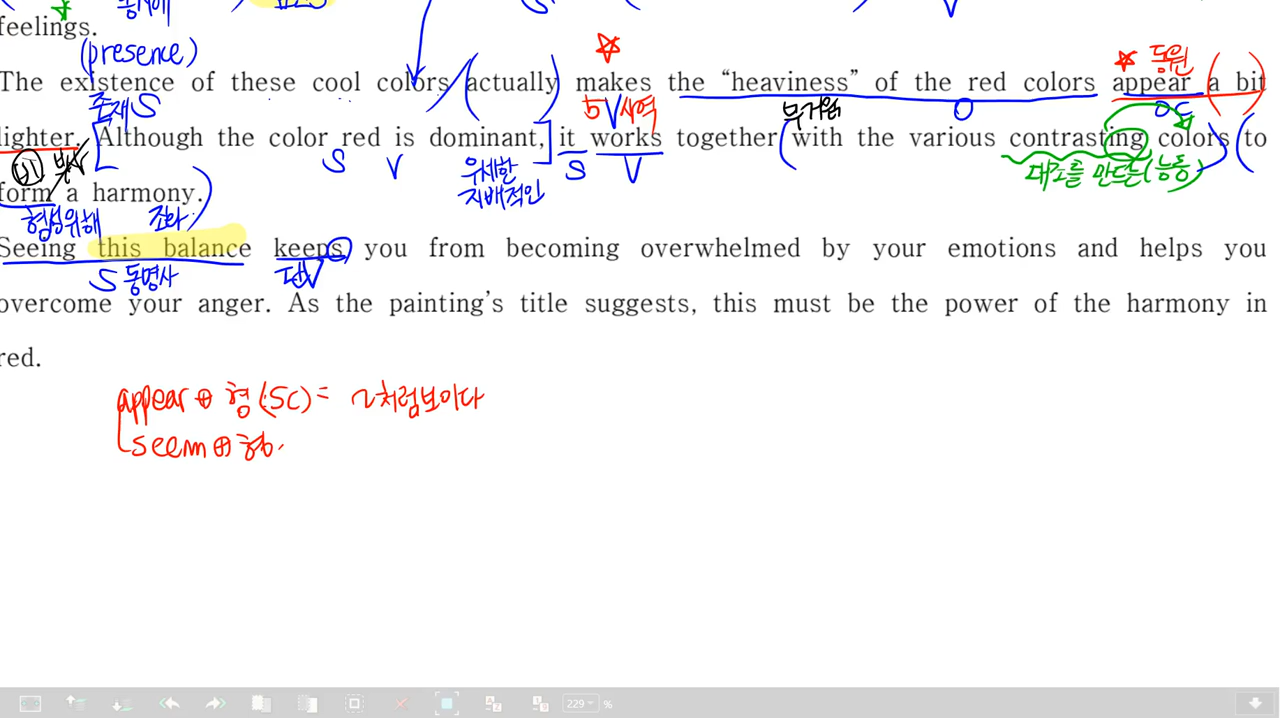 feelings.
(presence)
동원
The existence of these cool colors (actually) makes the “heaviness” of the red colors appear (a bit
존재 S 5 V 사역 무거움 O
lighter. [Although the color red is dominant,] it works together (with the various contrasting colors) (to
S V 우세한 S V 대조를 만드는(능동)
지배적인
form a harmony.)
형성위해 조화
Seeing this balance keeps you from becoming overwhelmed by your emotions and helps you
S 동명사 단V
overcome your anger. As the painting’s title suggests, this must be the power of the harmony in
red.
appear ⊕ 형(SC) = ~처럼보이다
seem ⊕ 형.
229 %